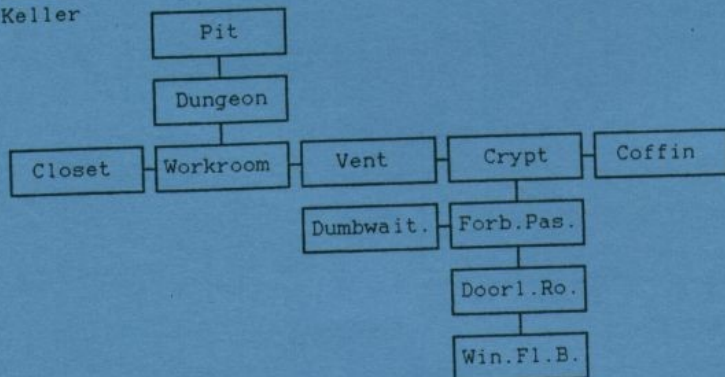 Keller
Pit
Dungeon
Closet Workroom Vent Crypt Coffin
Dumbwait. Forb.Pas.
Doorl.Ro.
Win.Fl.B.